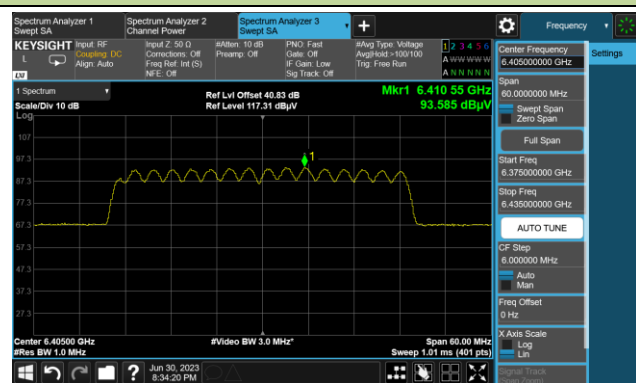 Spectrum Analyzer 1
Swept SA
Spectrum Analyzer 2
Channel Power
Spectrum Analyzer 3
Swept SA
Frequency
KEYSIGHT
L
LXI
Input: RF
Coupling: DC
Align: Auto
Input Z: 50 Ω
Corrections: Off
Freq Ref: Int (S)
NFE: Off
#Atten: 10 dB
Preamp: Off
PNO: Fast
Gate: Off
IF Gain: Low
Sig Track: Off
#Avg Type: Voltage
Avg|Hold:>100/100
Trig: Free Run
1 2 3 4 5 6
A W W W W W
A N N N N N
1 Spectrum
Scale/Div 10 dB
Log
Ref Lvl Offset 40.83 dB
Ref Level 117.31 dBµV
Mkr1 6.410 55 GHz
93.585 dBµV
107
97.3
87.3
77.3
67.3
57.3
47.3
37.3
27.3
1
Center 6.40500 GHz
#Res BW 1.0 MHz
#Video BW 3.0 MHz*
Span 60.00 MHz
Sweep 1.01 ms (401 pts)
Jun 30, 2023
8:34:20 PM
Center Frequency
6.405000000 GHz
Span
60.0000000 MHz
Swept Span
Zero Span
Full Span
Start Freq
6.375000000 GHz
Stop Freq
6.435000000 GHz
AUTO TUNE
CF Step
6.000000 MHz
Auto
Man
Freq Offset
0 Hz
X Axis Scale
Log
Lin
Signal Track
(Span Zoom)
Settings